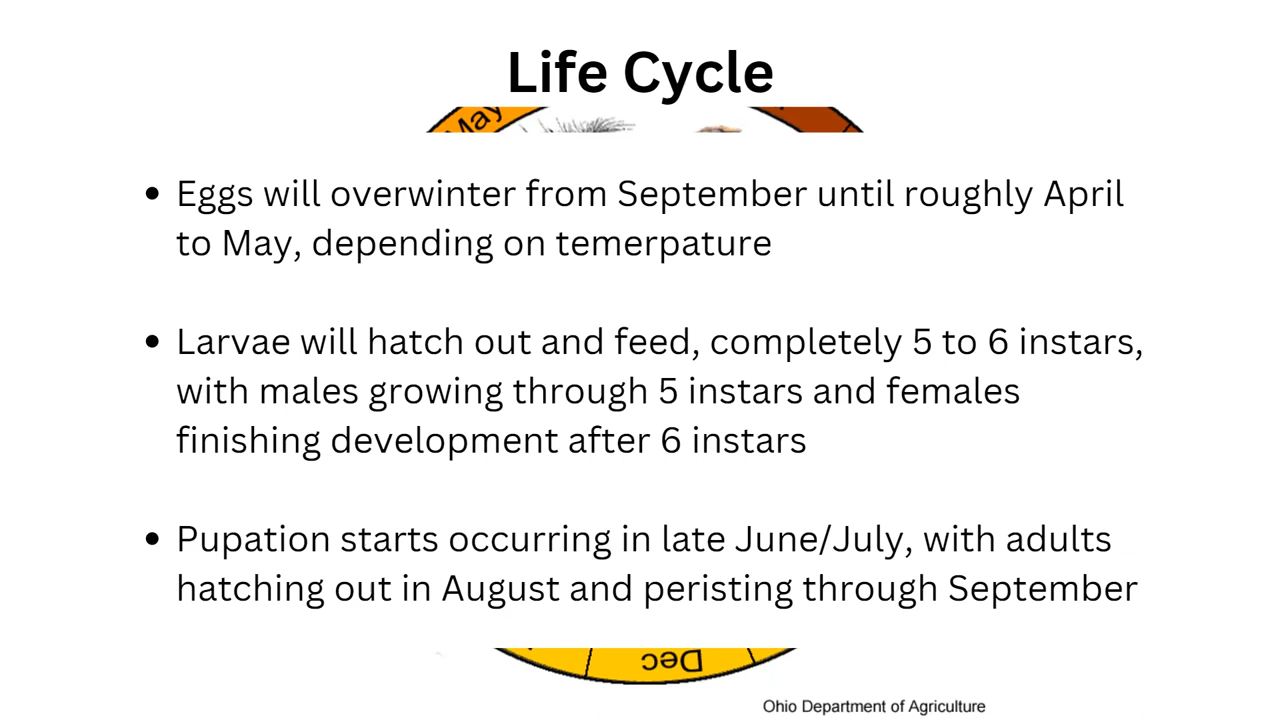 Life Cycle
May
• Eggs will overwinter from September until roughly April
to May, depending on temerpature
• Larvae will hatch out and feed, completely 5 to 6 instars,
with males growing through 5 instars and females
finishing development after 6 instars
• Pupation starts occurring in late June/July, with adults
hatching out in August and peristing through September
Dec
Ohio Department of Agriculture